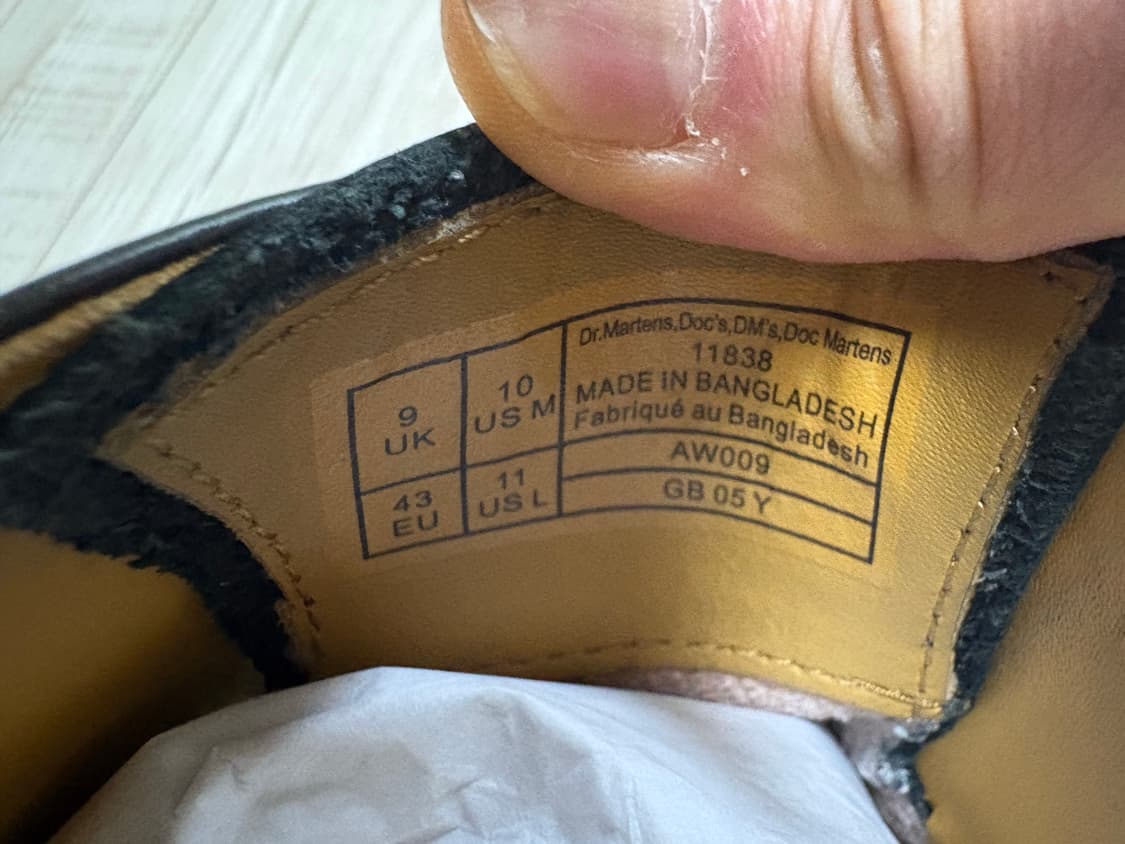 9
UK
10
US M
43
EU
11
US L
Dr.Martens,Doc's,DM's,Doc Martens
11838
MADE IN BANGLADESH
Fabriqué au Bangladesh
AW009
GB 05 Y